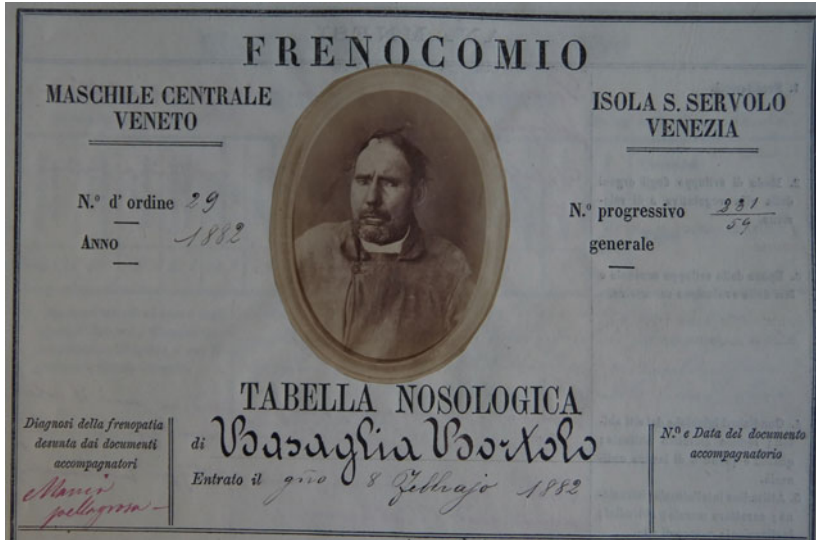 FRENOCOMIO
MASCHILE CENTRALE
VENETO
ISOLA S. SERVOLO
VENEZIA
N.º d' ordine 29
Anno 1882
N.º progressivo 231/59
generale
TABELLA NOSOLOGICA
di Basaglia Bortolo
Entrato il gno 8 Febbrajo 1882
Diagnosi della frenopatia
desunta dai documenti
accompagnatori
Mania
pellagrosa –
N.º e Data del documento
accompagnatorio